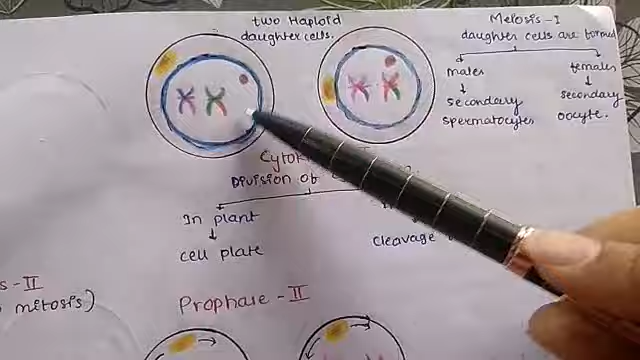 two Haploid
daughter cells.
Meiosis-I
daughter cells are formed
males
females
secondary
spermatocytes
secondary
oocyte.
Division of
In plant
cell plate
Cleavage
- II
mitosis)
Prophase - II